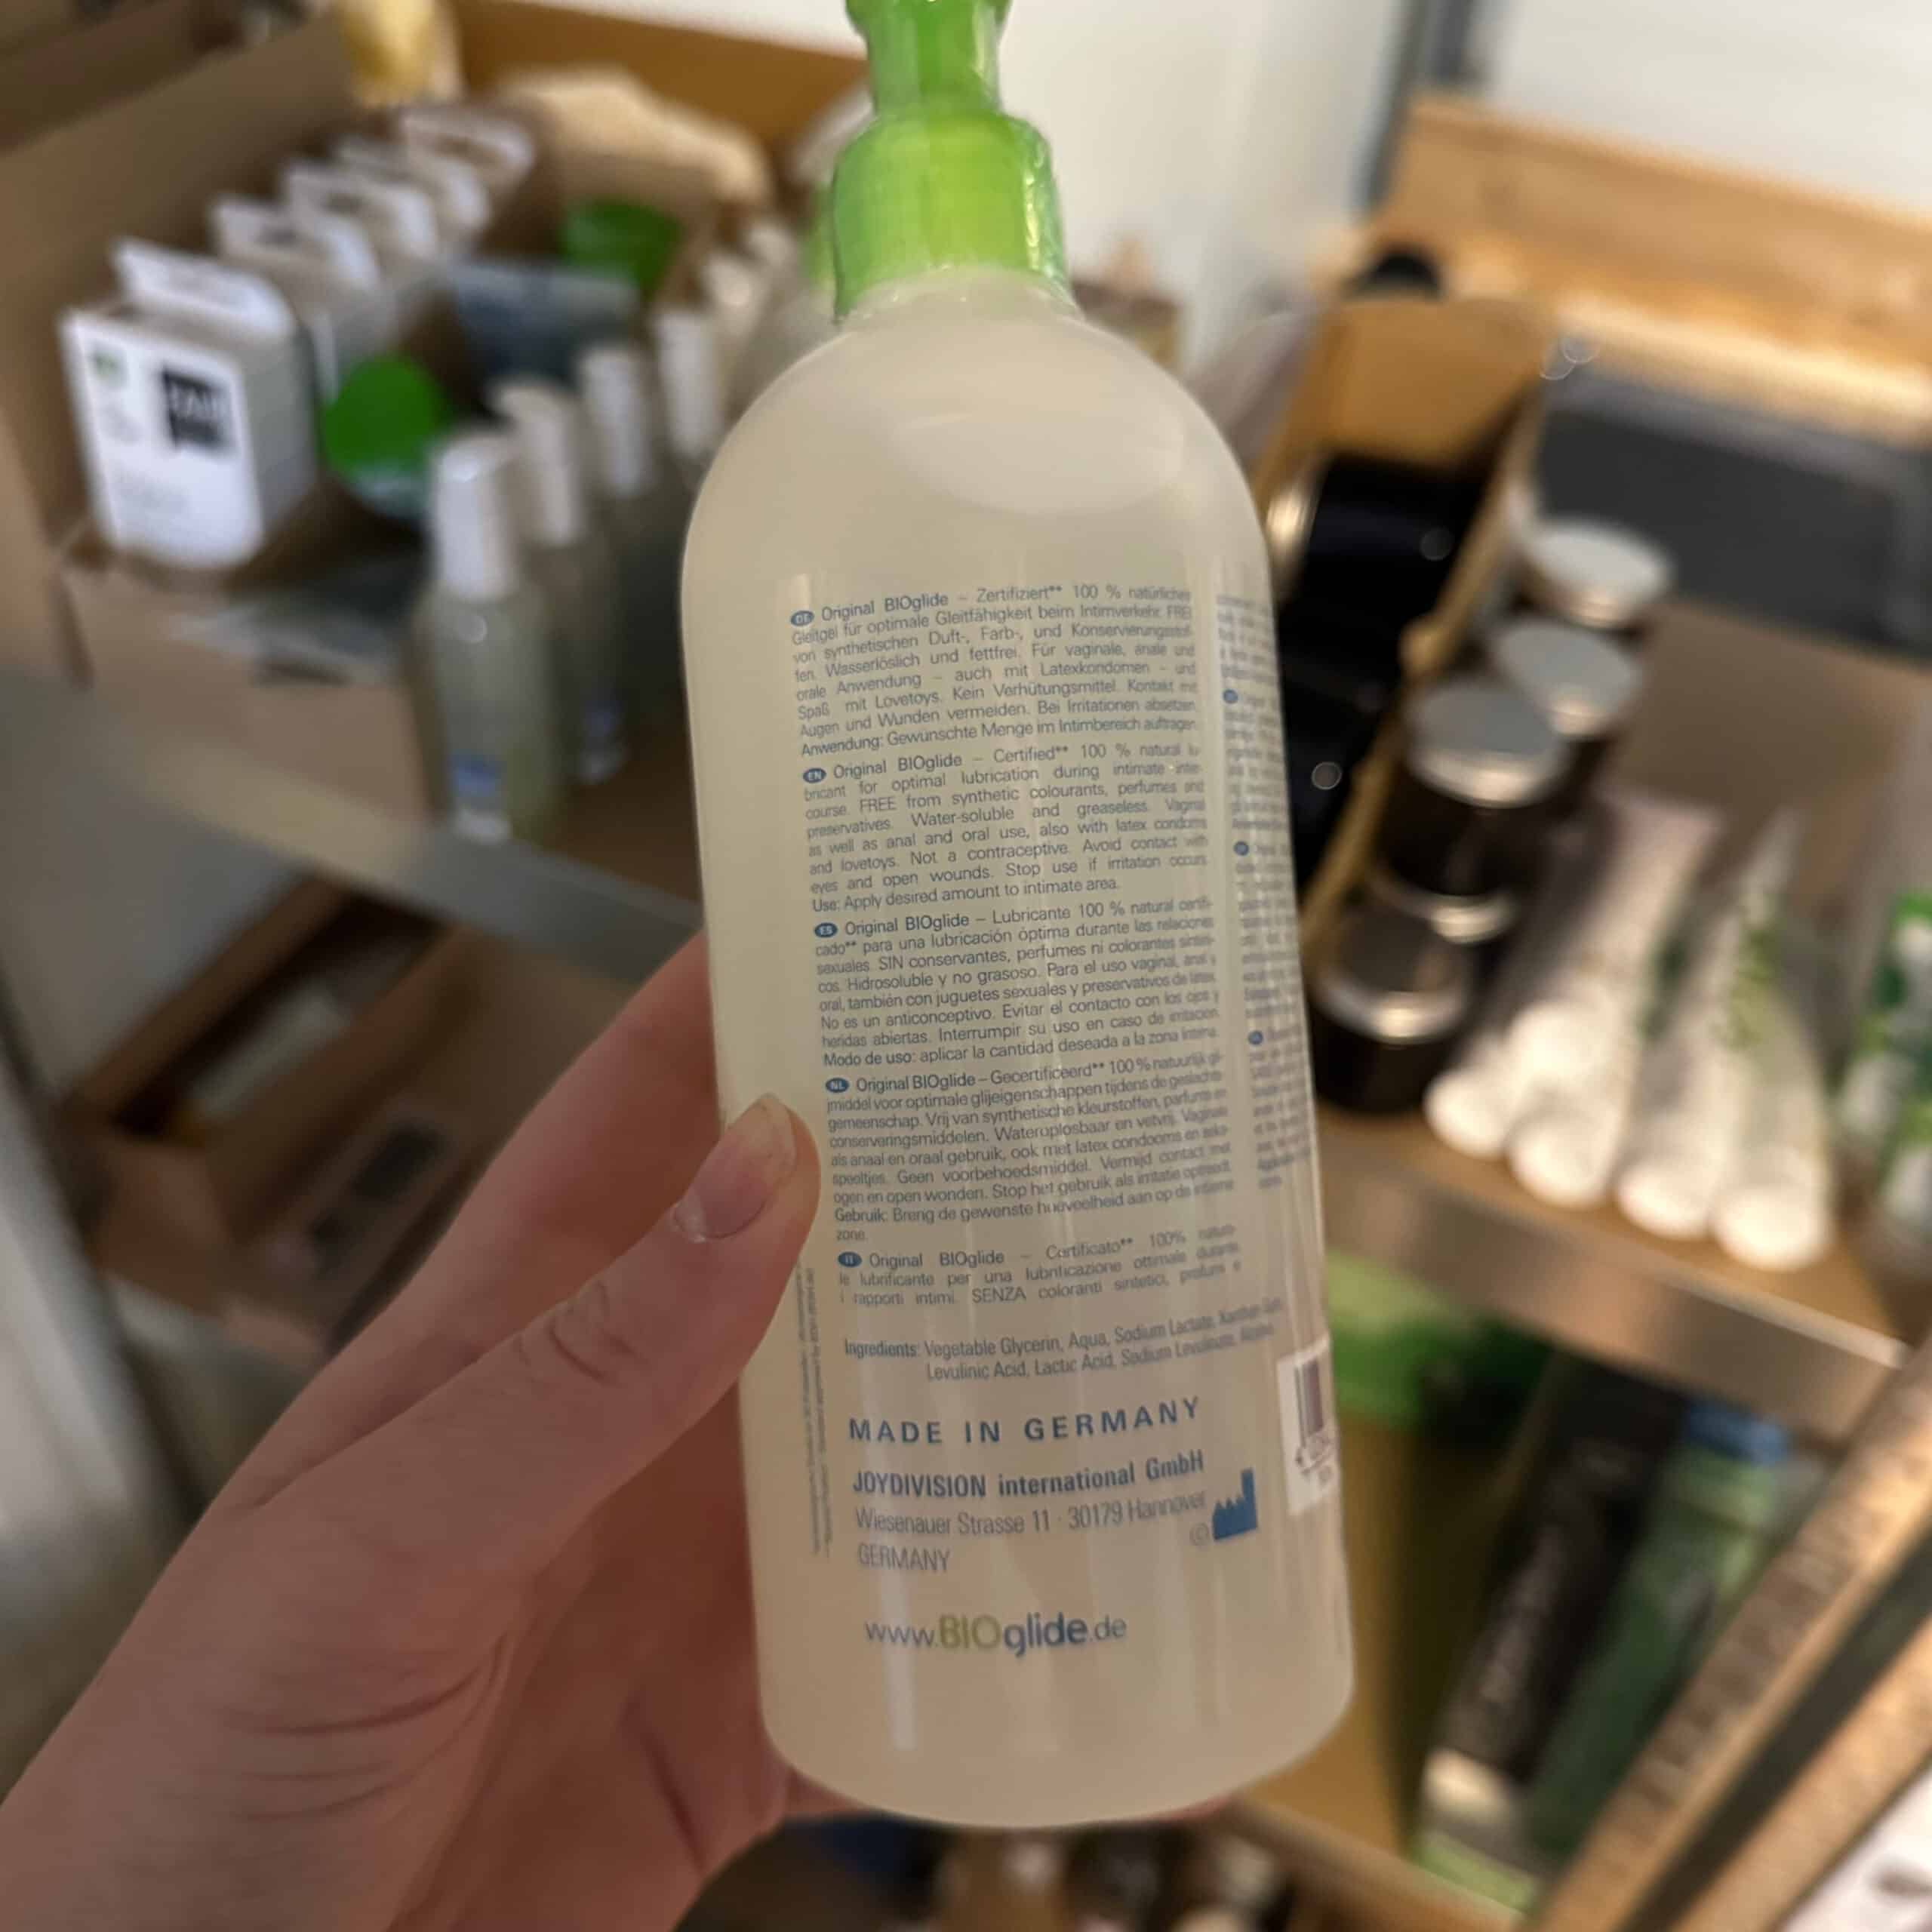 DE Original BIOglide – Zertifiziert** 100 % natürliches
Gleitgel für optimale Gleitfähigkeit beim Intimverkehr. FREI
von synthetischen Duft-, Farb-, und Konservierungsstof-
fen. Wasserlöslich und fettfrei. Für vaginale, anale und
orale Anwendung – auch mit Latexkondomen – und
Spaß mit Lovetoys. Kein Verhütungsmittel. Kontakt mit
Augen und Wunden vermeiden. Bei Irritationen absetzen.
Anwendung: Gewünschte Menge im Intimbereich auftragen.
EN Original BIOglide – Certified** 100 % natural lu-
bricant for optimal lubrication during intimate inter-
course. FREE from synthetic colourants, perfumes and
preservatives. Water-soluble and greaseless. Vaginal
as well as anal and oral use, also with latex condoms
and lovetoys. Not a contraceptive. Avoid contact with
eyes and open wounds. Stop use if irritation occurs.
Use: Apply desired amount to intimate area.
ES Original BIOglide – Lubricante 100 % natural certifi-
cado** para una lubricación óptima durante las relaciones
sexuales. SIN conservantes, perfumes ni colorantes sintéti-
cos. Hidrosoluble y no grasoso. Para el uso vaginal, anal y
oral, también con juguetes sexuales y preservativos de látex.
No es un anticonceptivo. Evitar el contacto con los ojos y
heridas abiertas. Interrumpir su uso en caso de irritación.
Modo de uso: aplicar la cantidad deseada a la zona íntima.
NL Original BIOglide – Gecertificeerd** 100 % natuurlijk gli-
jmiddel voor optimale glijeigenschappen tijdens de geslachts-
gemeenschap. Vrij van synthetische kleurstoffen, parfums en
conserveringsmiddelen. Wateroplosbaar en vetvrij. Vaginale
als anaal en oraal gebruik, ook met latex condooms en seks-
speeltjes. Geen voorbehoedsmiddel. Vermijd contact met
ogen en open wonden. Stop het gebruik als irritatie optreedt.
Gebruik: Breng de gewenste hoeveelheid aan op de intieme
zone.
IT Original BIOglide – Certificato** 100% natura-
le lubrificante per una lubrificazione ottimale durante
i rapporti intimi. SENZA coloranti sintetici, profumi e
Ingredients: Vegetable Glycerin, Aqua, Sodium Lactate, Xanthan Gum,
Levulinic Acid, Lactic Acid, Sodium Levulinate,
MADE IN GERMANY
JOYDIVISION international GmbH
Wiesenauer Strasse 11 · 30179 Hannover
GERMANY ©
www.BIOglide.de